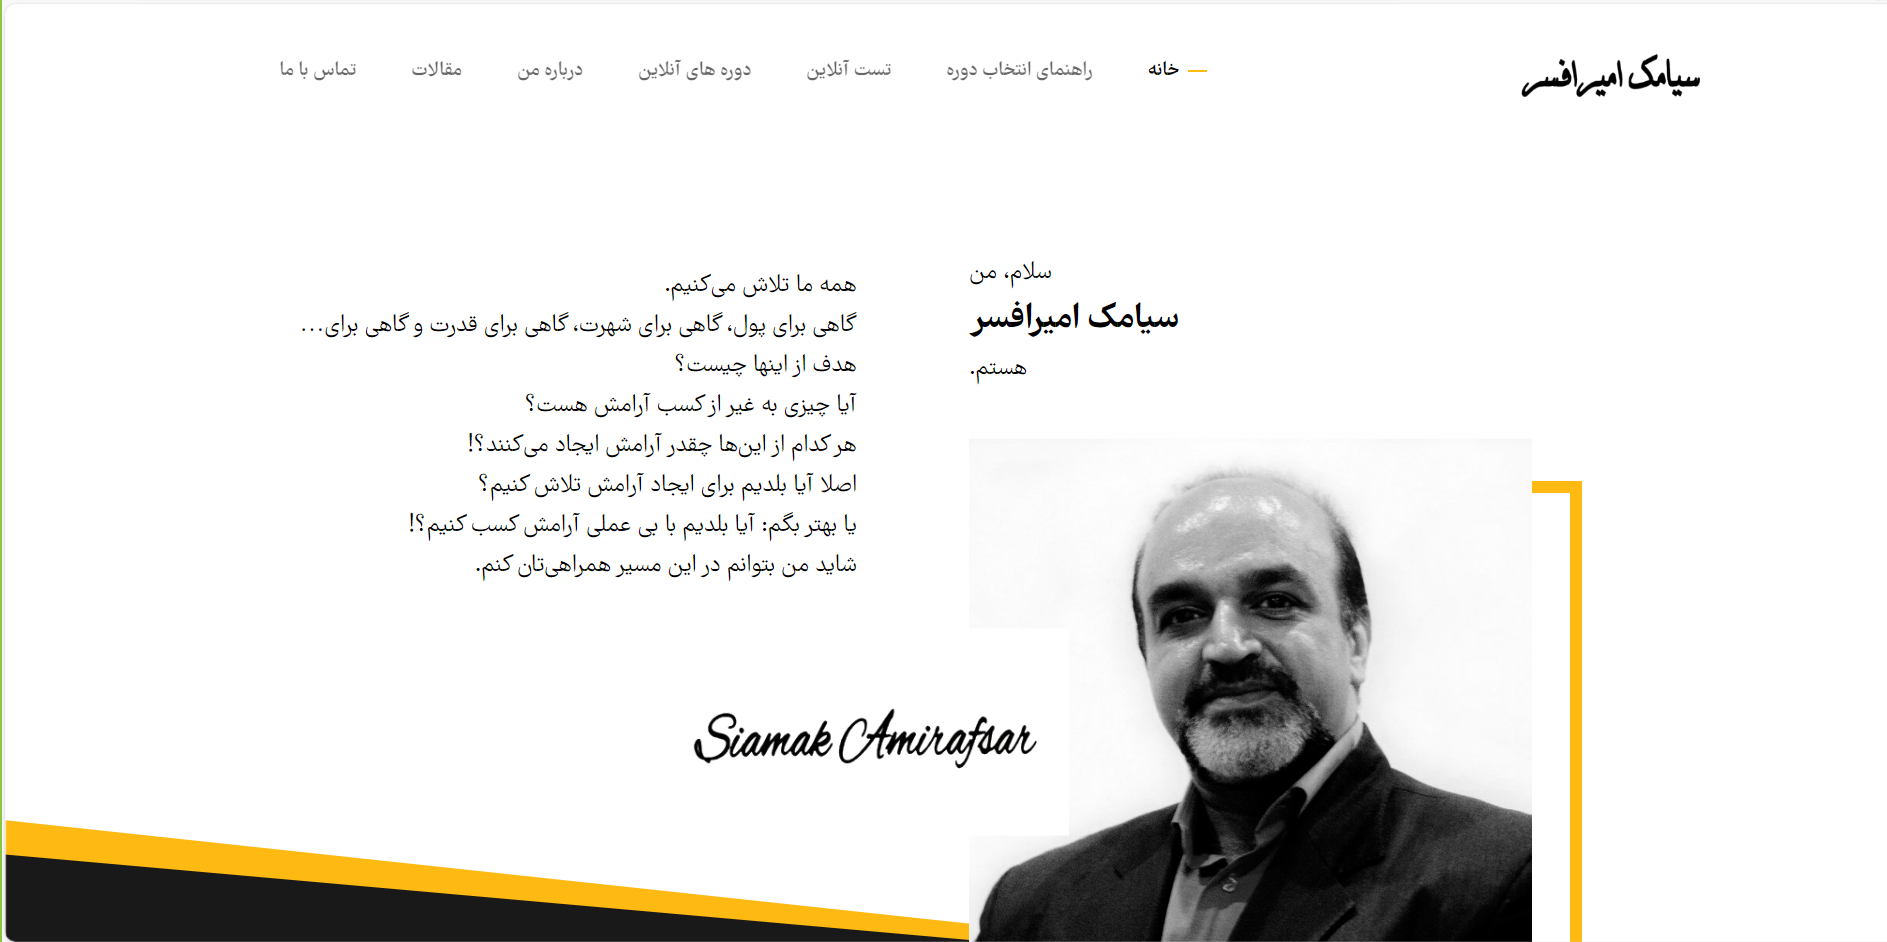 سیامک امیرافسر
خانه
راهنمای انتخاب دوره
تست آنلاین
دوره های آنلاین
درباره من
مقالات
تماس با ما
سلام، من
سیامک امیرافسر
هستم.
همه ما تلاش می‌کنیم.
گاهی برای پول، گاهی برای شهرت، گاهی برای قدرت و گاهی برای…
هدف از اینها چیست؟
آیا چیزی به غیر از کسب آرامش هست؟
هر کدام از این‌ها چقدر آرامش ایجاد می‌کنند؟!
اصلا آیا بلدیم برای ایجاد آرامش تلاش کنیم؟
یا بهتر بگم: آیا بلدیم با بی عملی آرامش کسب کنیم؟!
شاید من بتوانم در این مسیر همراهی‌تان کنم.
Siamak Amirafsar